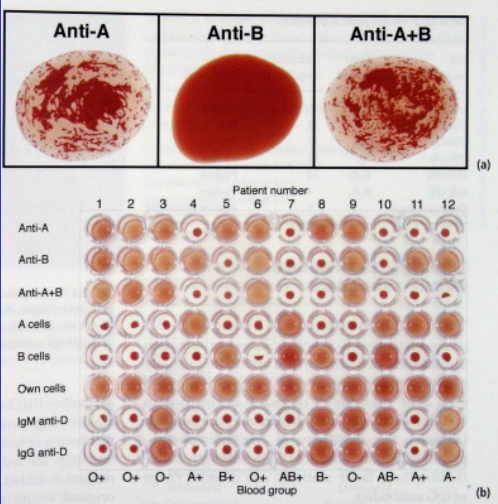 Anti-A Anti-B Anti-A+B
(a)
Patient number
1 2 3 4 5 6 7 8 9 10 11 12
Anti-A
Anti-B
Anti-A+B
A cells
B cells
Own cells
IgM anti-D
IgG anti-D
O+ O+ O- A+ B+ O+ AB+ B- O- AB- A+ A-
Blood group
(b)